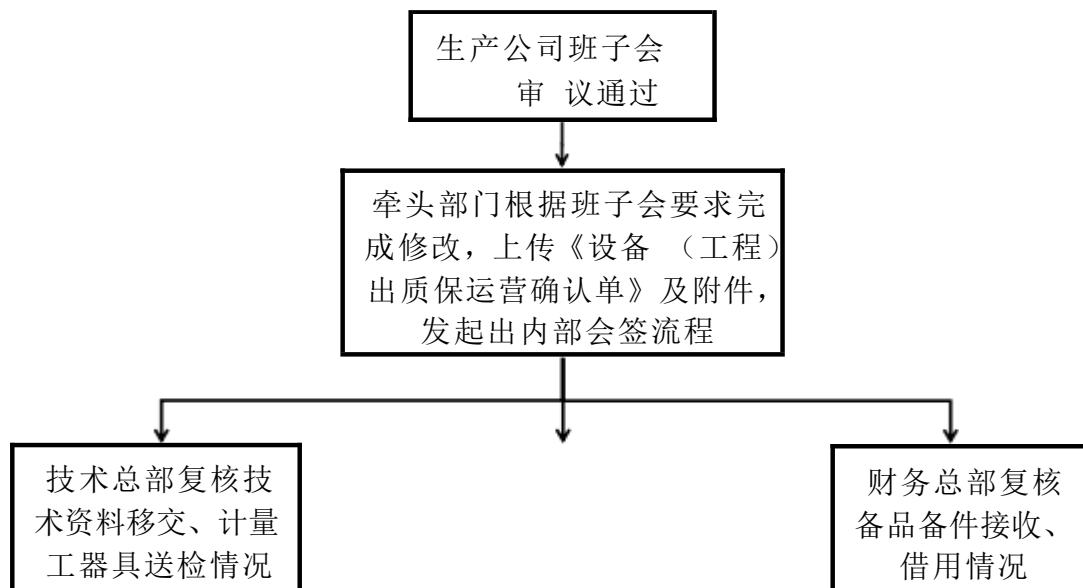 生产公司班子会
审 议通过
牵头部门根据班子会要求完
成修改，上传《设备 （工程）
出质保运营确认单》及附件，
发起出内部会签流程
技术总部复核技
术资料移交、计量
工器具送检情况
财务总部复核
备品备件接收、
借用情况